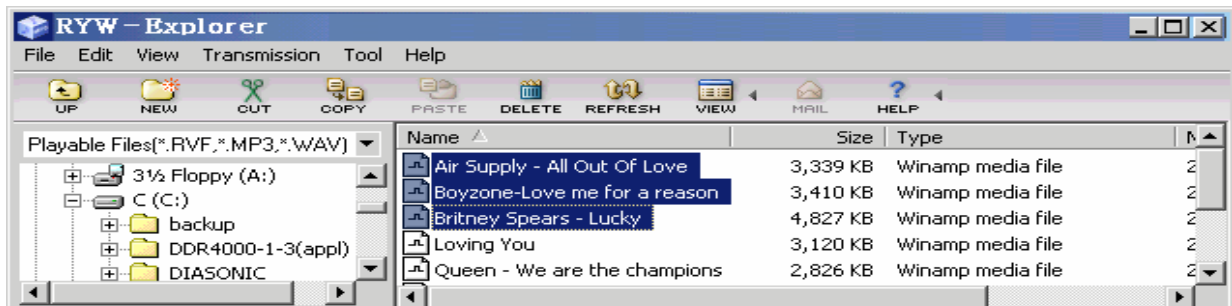 RYW-Explorer
File Edit View Transmission Tool Help
UP NEW CUT COPY PASTE DELETE REFRESH VIEW MAIL HELP
Playable Files(*.RVF,*.MP3,*.WAV)
3½ Floppy (A:)
C (C:)
backup
DDR4000-1-3(appl)
DIASONIC
Name Size Type
Air Supply - All Out Of Love 3,339 KB Winamp media file
Boyzone-Love me for a reason 3,410 KB Winamp media file
Britney Spears - Lucky 4,827 KB Winamp media file
Loving You 3,120 KB Winamp media file
Queen - We are the champions 2,826 KB Winamp media file